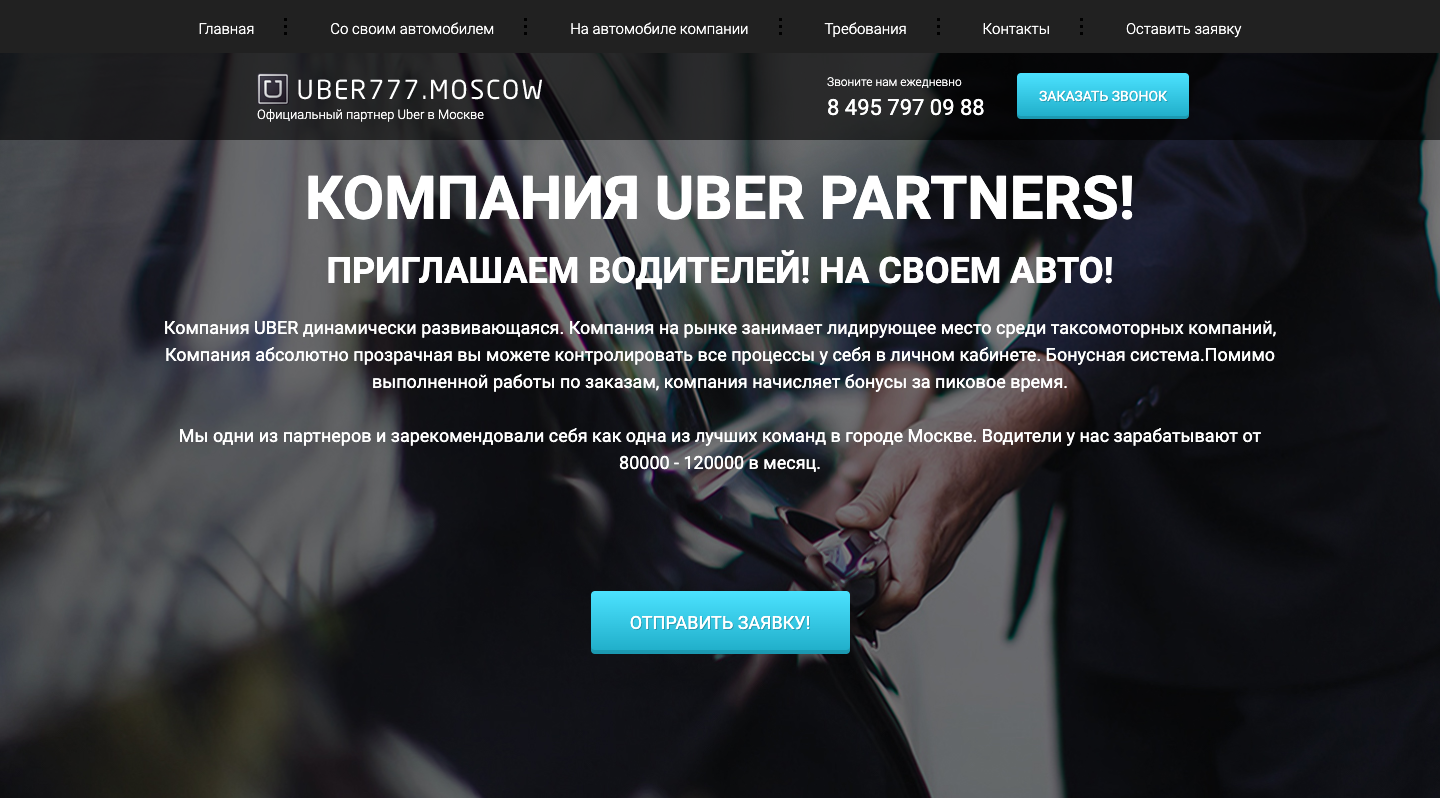 Главная
Со своим автомобилем
На автомобиле компании
Требования
Контакты
Оставить заявку
UBER777.MOSCOW
Официальный партнер Uber в Москве
Звоните нам ежедневно
8 495 797 09 88
ЗАКАЗАТЬ ЗВОНОК
КОМПАНИЯ UBER PARTNERS!
ПРИГЛАШАЕМ ВОДИТЕЛЕЙ! НА СВОЕМ АВТО!
Компания UBER динамически развивающаяся. Компания на рынке занимает лидирующее место среди таксомоторных компаний,
Компания абсолютно прозрачная вы можете контролировать все процессы у себя в личном кабинете. Бонусная система.Помимо
выполненной работы по заказам, компания начисляет бонусы за пиковое время.
Мы одни из партнеров и зарекомендовали себя как одна из лучших команд в городе Москве. Водители у нас зарабатывают от
80000 - 120000 в месяц.
ОТПРАВИТЬ ЗАЯВКУ!